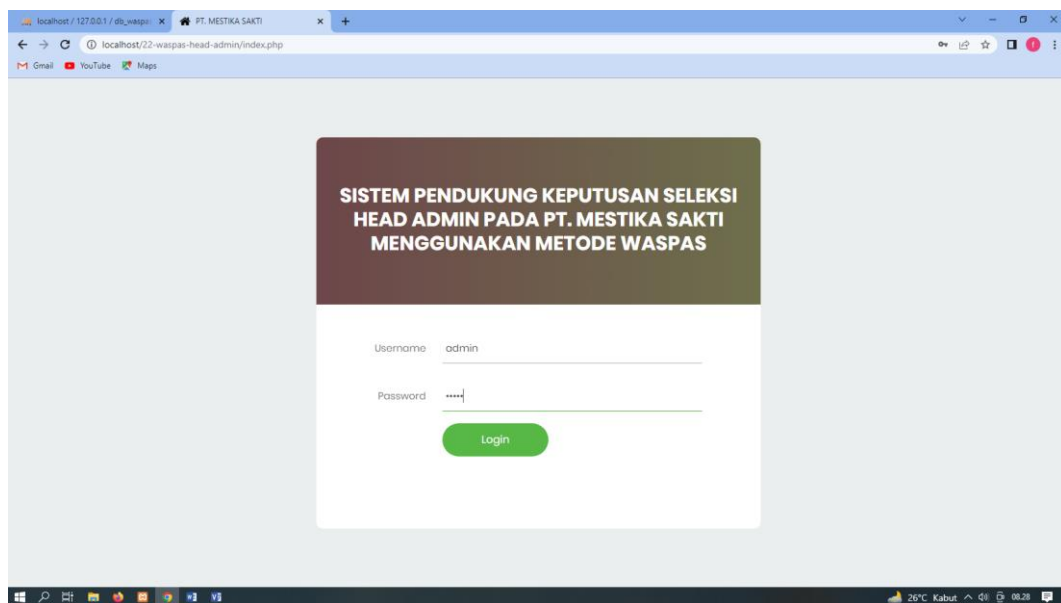 localhost / 127.0.0.1 / db_waspa
PT. MESTIKA SAKTI
localhost/22-waspas-head-admin/index.php
Gmail
YouTube
Maps
SISTEM PENDUKUNG KEPUTUSAN SELEKSI
HEAD ADMIN PADA PT. MESTIKA SAKTI
MENGGUNAKAN METODE WASPAS
Username admin
Password •••••
Login
26°C Kabut
08.28